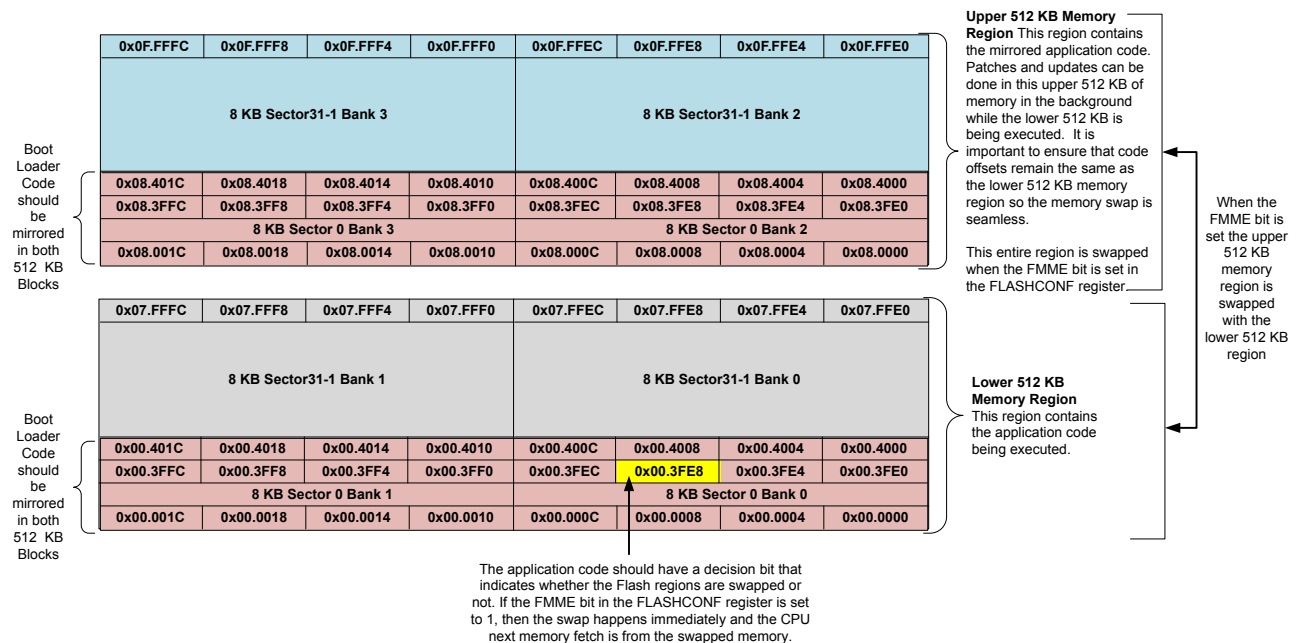 0x0F.FFFC 0x0F.FFF8 0x0F.FFF4 0x0F.FFF0 0x0F.FFEC 0x0F.FFE8 0x0F.FFE4 0x0F.FFE0
8 KB Sector31-1 Bank 3 8 KB Sector31-1 Bank 2
0x08.401C 0x08.4018 0x08.4014 0x08.4010 0x08.400C 0x08.4008 0x08.4004 0x08.4000
0x08.3FFC 0x08.3FF8 0x08.3FF4 0x08.3FF0 0x08.3FEC 0x08.3FE8 0x08.3FE4 0x08.3FE0
8 KB Sector 0 Bank 3 8 KB Sector 0 Bank 2
0x08.001C 0x08.0018 0x08.0014 0x08.0010 0x08.000C 0x08.0008 0x08.0004 0x08.0000
Boot
Loader
Code
should
be
mirrored
in both
512 KB
Blocks
Upper 512 KB Memory
Region This region contains
the mirrored application code.
Patches and updates can be
done in this upper 512 KB of
memory in the background
while the lower 512 KB is
being executed. It is
important to ensure that code
offsets remain the same as
the lower 512 KB memory
region so the memory swap is
seamless.
This entire region is swapped
when the FMME bit is set in
the FLASHCONF register.
When the
FMME bit is
set the upper
512 KB
memory
region is
swapped
with the
lower 512 KB
region
0x07.FFFC 0x07.FFF8 0x07.FFF4 0x07.FFF0 0x07.FFEC 0x07.FFE8 0x07.FFE4 0x07.FFE0
8 KB Sector31-1 Bank 1 8 KB Sector31-1 Bank 0
0x00.401C 0x00.4018 0x00.4014 0x00.4010 0x00.400C 0x00.4008 0x00.4004 0x00.4000
0x00.3FFC 0x00.3FF8 0x00.3FF4 0x00.3FF0 0x00.3FEC 0x00.3FE8 0x00.3FE4 0x00.3FE0
8 KB Sector 0 Bank 1 8 KB Sector 0 Bank 0
0x00.001C 0x00.0018 0x00.0014 0x00.0010 0x00.000C 0x00.0008 0x00.0004 0x00.0000
Boot
Loader
Code
should
be
mirrored
in both
512 KB
Blocks
Lower 512 KB
Memory Region
This region contains
the application code
being executed.
The application code should have a decision bit that
indicates whether the Flash regions are swapped or
not. If the FMME bit in the FLASHCONF register is set
to 1, then the swap happens immediately and the CPU
next memory fetch is from the swapped memory.